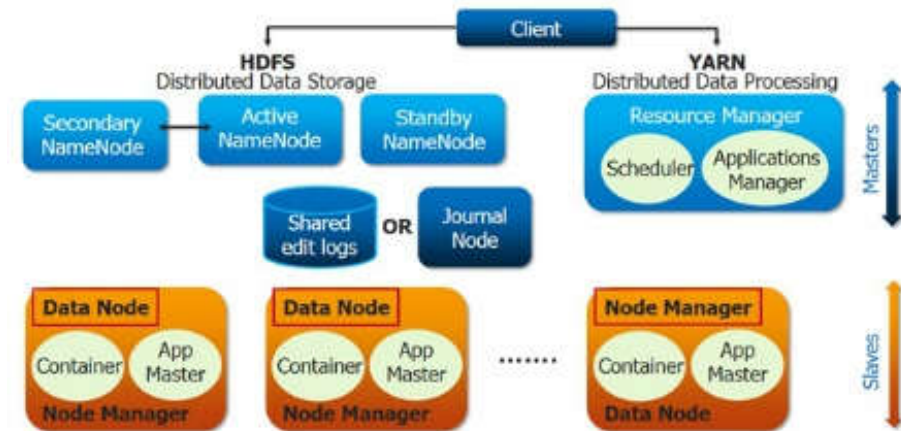 Client
HDFS
Distributed Data Storage
YARN
Distributed Data Processing
Secondary
NameNode
Active
NameNode
Standby
NameNode
Resource Manager
Scheduler
Applications
Manager
Masters
Shared
edit logs
OR
Journal
Node
Data Node
Container
App
Master
Node Manager
Data Node
Container
App
Master
Node Manager
.......
Node Manager
Container
App
Master
Data Node
Slaves